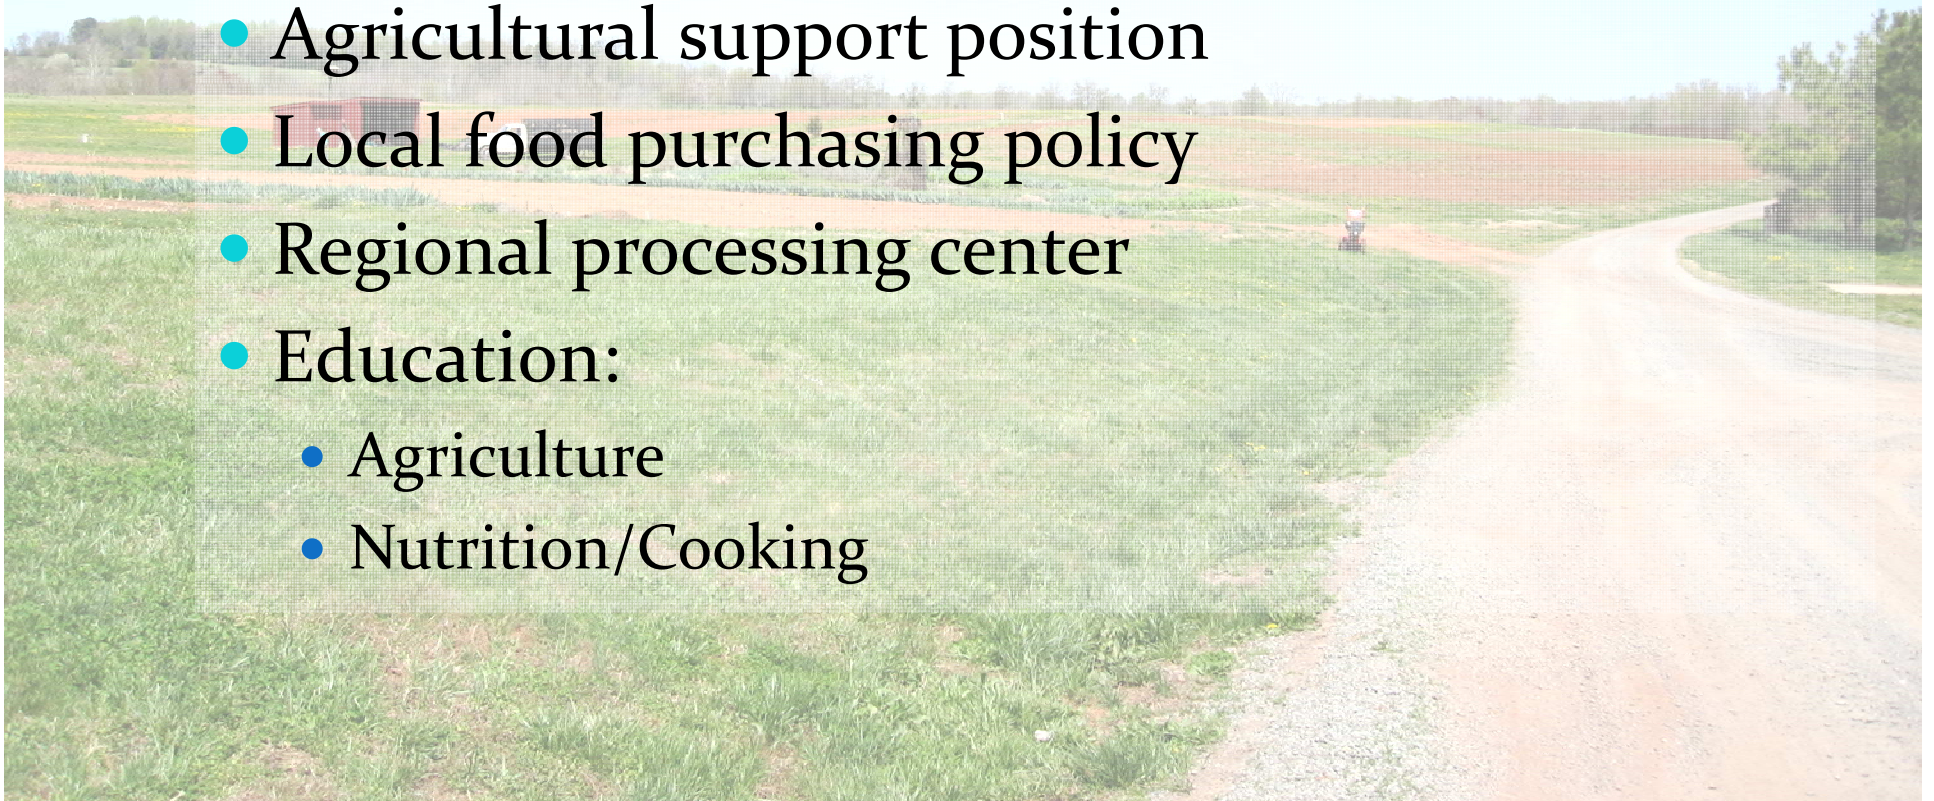 • Agricultural support position
• Local food purchasing policy
• Regional processing center
• Education:
• Agriculture
• Nutrition/Cooking